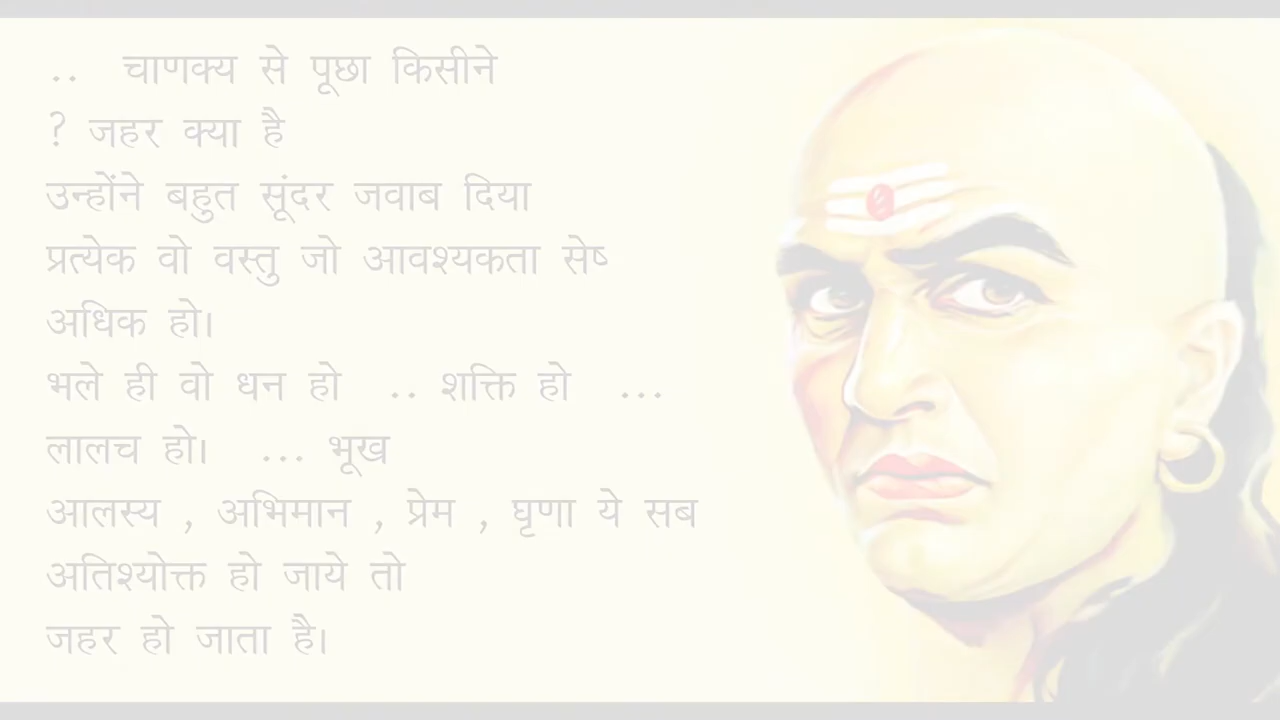 .. चाणक्य से पूछा किसीने
? जहर क्या है
उन्होंने बहुत सूंदर जवाब दिया
प्रत्येक वो वस्तु जो आवश्यकता सेष्
अधिक हो।
भले ही वो धन हो .. शक्ति हो ...
लालच हो। ... भूख
आलस्य , अभिमान , प्रेम , घृणा ये सब
अतिश्योक्त हो जाये तो
जहर हो जाता है।